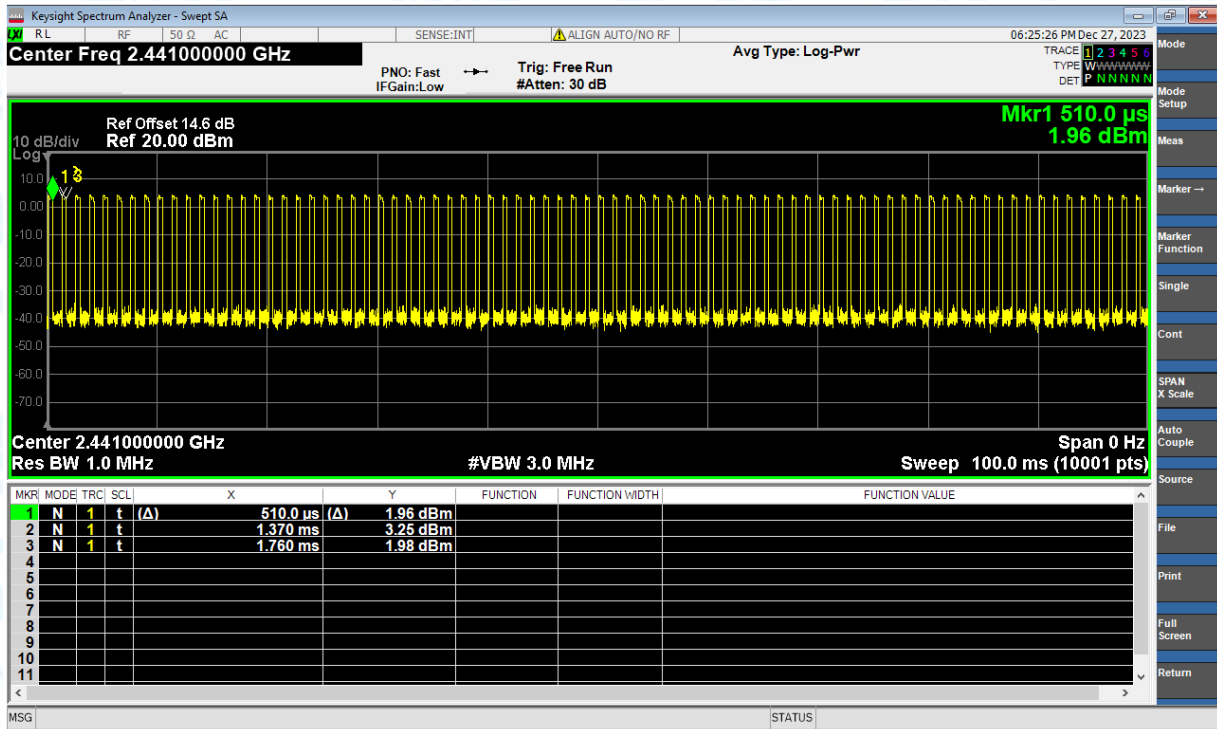 Keysight Spectrum Analyzer - Swept SA
LXI RL RF 50 Ω AC SENSE:INT ALIGN AUTO/NO RF 06:25:26 PM Dec 27, 2023
Center Freq 2.441000000 GHz
PNO: Fast
IFGain:Low
Trig: Free Run
#Atten: 30 dB
Avg Type: Log-Pwr
TRACE 1 2 3 4 5 6
TYPE WWWWWWW
DET P N N N N N
Mkr1 510.0 µs
1.96 dBm
Ref Offset 14.6 dB
10 dB/div Ref 20.00 dBm
Log
1 3
10.0
0.00
-10.0
-20.0
-30.0
-40.0
-50.0
-60.0
-70.0
Center 2.441000000 GHz Span 0 Hz
Res BW 1.0 MHz #VBW 3.0 MHz Sweep 100.0 ms (10001 pts)
MKR MODE TRC SCL X Y FUNCTION FUNCTION WIDTH FUNCTION VALUE
1 N 1 t (Δ) 510.0 µs (Δ) 1.96 dBm
2 N 1 t 1.370 ms 3.25 dBm
3 N 1 t 1.760 ms 1.98 dBm
4
5
6
7
8
9
10
11
MSG STATUS
Mode
Mode
Setup
Meas
Marker→
Marker
Function
Single
Cont
SPAN
X Scale
Auto
Couple
Source
File
Print
Full
Screen
Return